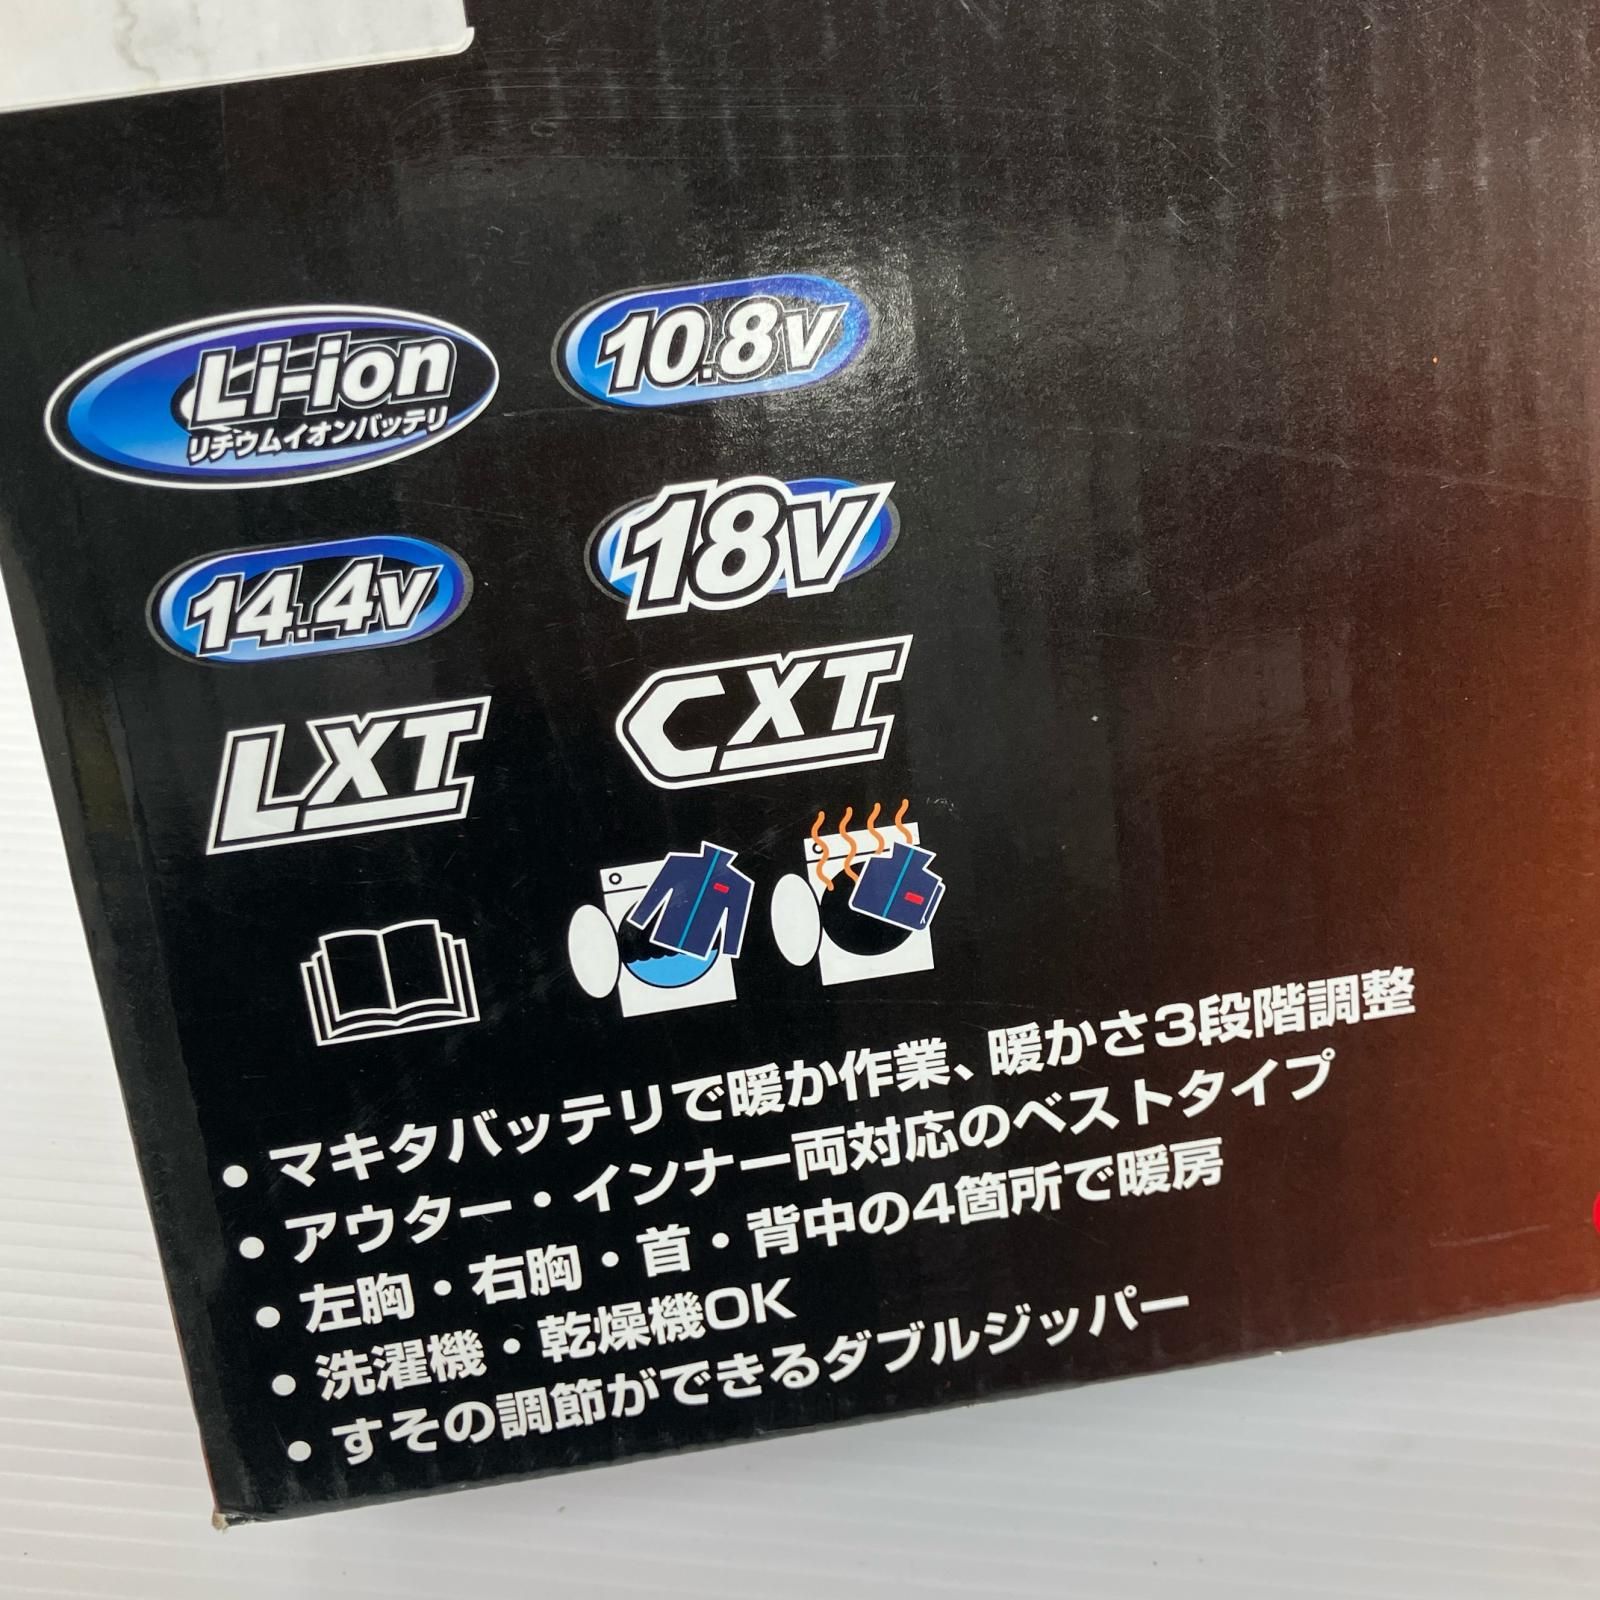 Li-ion
リチウムイオンバッテリ
10.8V
14.4V
18V
LXT
CXT
• マキタバッテリで暖か作業、暖かさ3段階調整
• アウター・インナー両対応のベストタイプ
• 左胸・右胸・首・背中の4箇所で暖房
• 洗濯機・乾燥機OK
• すその調節ができるダブルジッパー